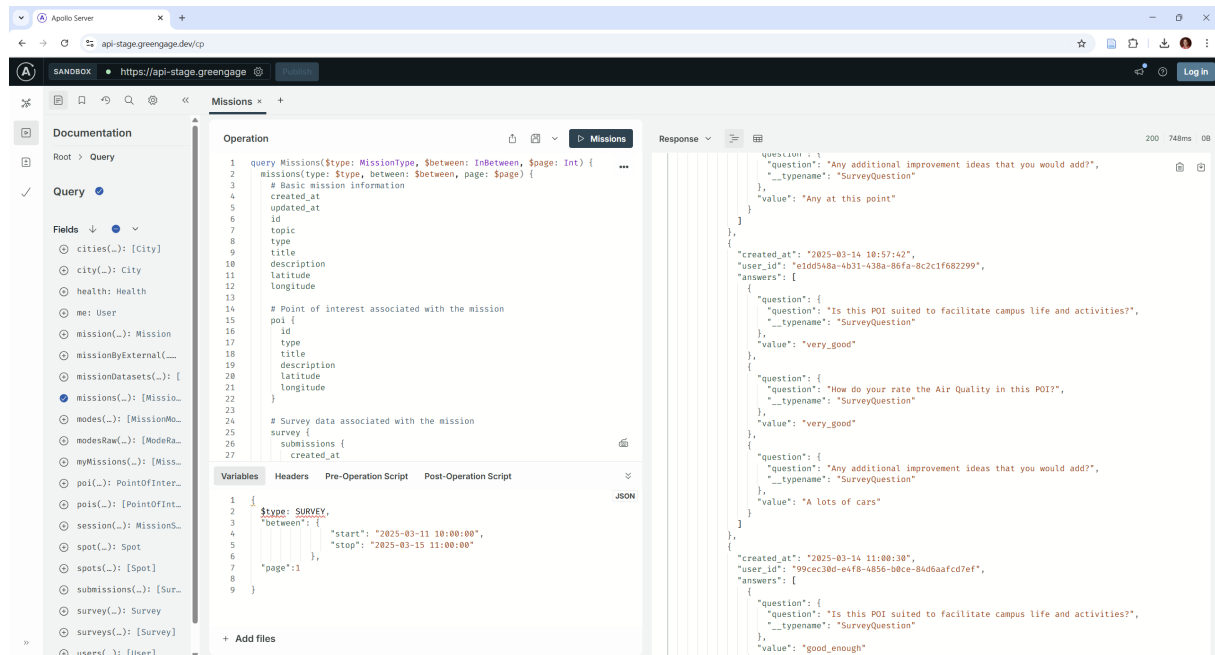 Apollo Server
api-stage.greengage.dev/cp
SANDBOX
https://api-stage.greengage
Publish
Log in
Documentation
Root > Query
Query
Fields
cities(…): [City]
city(…): City
health: Health
me: User
mission(…): Mission
missionByExternal(……
missionDatasets(…): [
missions(…): [Missio…
modes(…): [MissionMo…
modesRaw(…): [ModeRa…
myMissions(…): [Miss…
poi(…): PointOfInter…
pois(…): [PointOfInt…
session(…): MissionS…
spot(…): Spot
spots(…): [Spot]
submissions(…): [Sur…
survey(…): Survey
surveys(…): [Survey]
users(…): [User]
Missions
Operation
Missions
1 query Missions($type: MissionType, $between: InBetween, $page: Int) {
2 missions(type: $type, between: $between, page: $page) {
3 # Basic mission information
4 created_at
5 updated_at
6 id
7 topic
8 type
9 title
10 description
11 latitude
12 longitude
13
14 # Point of interest associated with the mission
15 poi {
16 id
17 type
18 title
19 description
20 latitude
21 longitude
22 }
23
24 # Survey data associated with the mission
25 survey {
26 submissions {
27 created_at
Variables Headers Pre-Operation Script Post-Operation Script
JSON
1 {
2 $type: SURVEY,
3 "between": {
4 "start": "2025-03-11 10:00:00",
5 "stop": "2025-03-15 11:00:00"
6 },
7 "page":1
8
9 }
+ Add files
Response
200 748ms 0B
"question": {
"question": "Any additional improvement ideas that you would add?",
"__typename": "SurveyQuestion"
},
"value": "Any at this point"
}
]
},
{
"created_at": "2025-03-14 10:57:42",
"user_id": "e1dd548a-4b31-438a-86fa-8c2c1f682299",
"answers": [
{
"question": {
"question": "Is this POI suited to facilitate campus life and activities?",
"__typename": "SurveyQuestion"
},
"value": "very_good"
},
{
"question": {
"question": "How do your rate the Air Quality in this POI?",
"__typename": "SurveyQuestion"
},
"value": "very_good"
},
{
"question": {
"question": "Any additional improvement ideas that you would add?",
"__typename": "SurveyQuestion"
},
"value": "A lots of cars"
}
]
},
{
"created_at": "2025-03-14 11:00:30",
"user_id": "99cec30d-e4f8-4856-b0ce-84d6aafcd7ef",
"answers": [
{
"question": {
"question": "Is this POI suited to facilitate campus life and activities?",
"__typename": "SurveyQuestion"
},
"value": "good_enough"